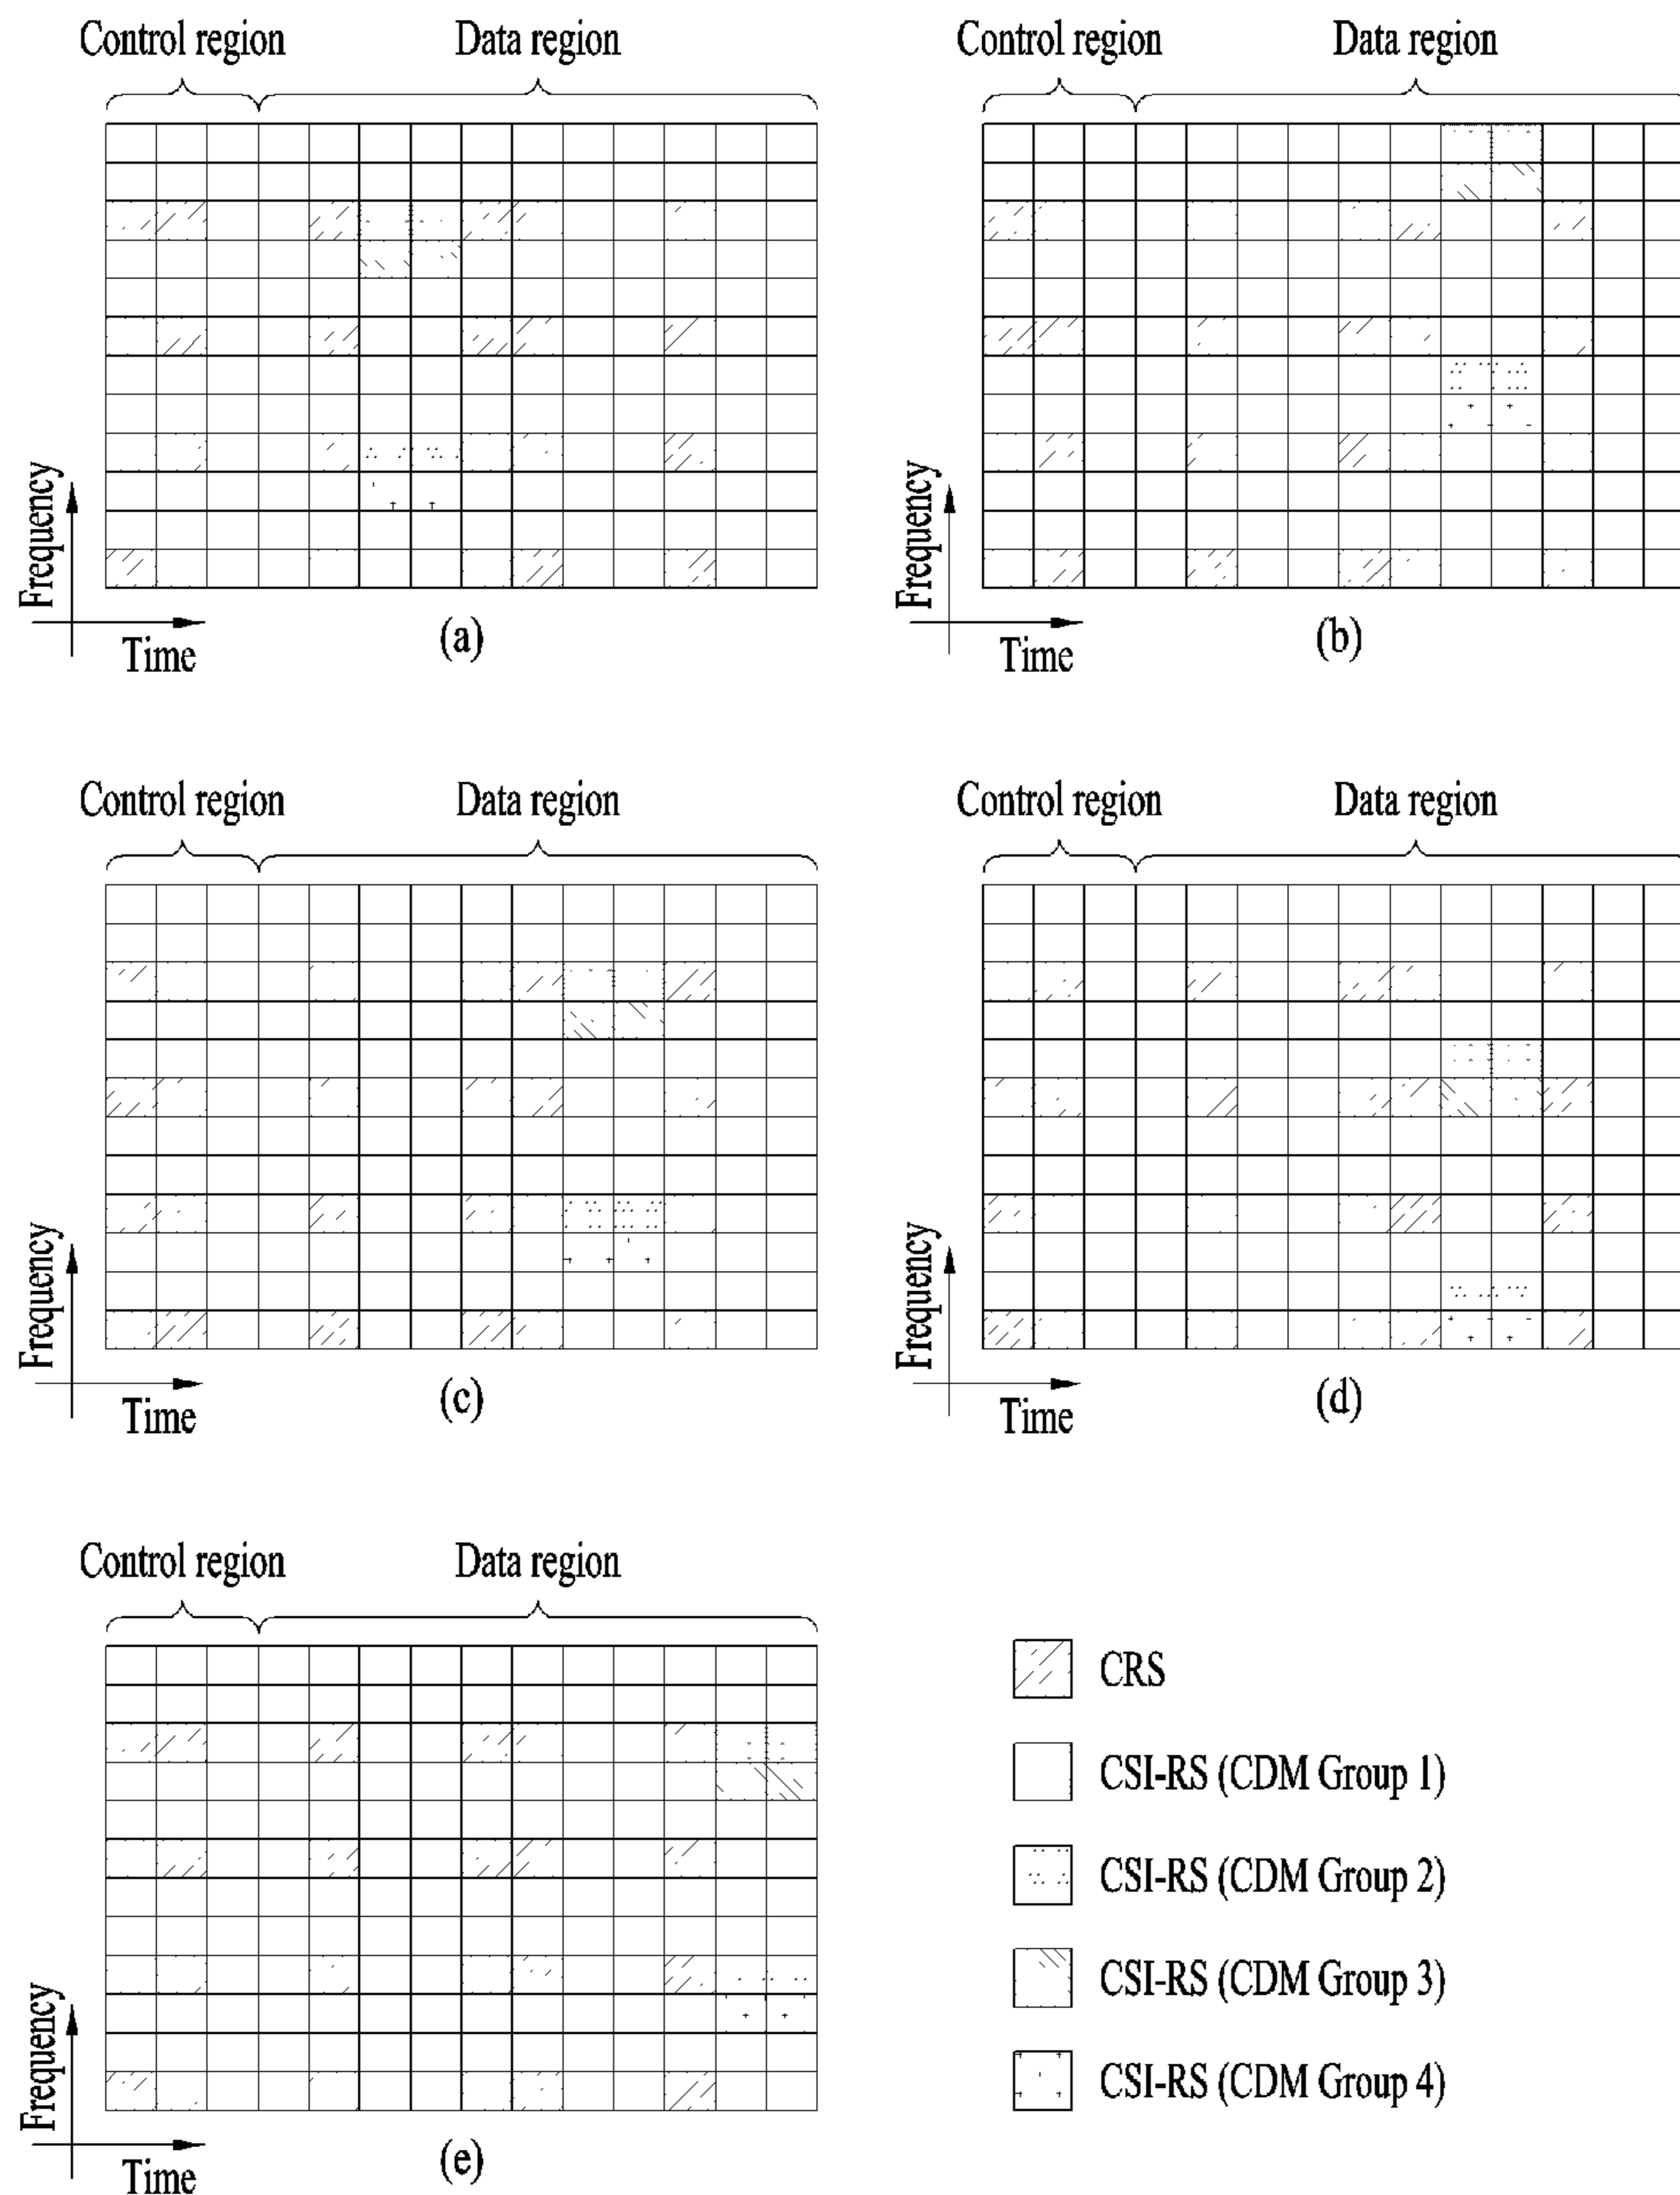 Control region
Data region
Control region
Data region
Frequency
Time
(a)
Frequency
Time
(b)
Control region
Data region
Control region
Data region
Frequency
Time
(c)
Frequency
Time
(d)
Control region
Data region
Frequency
Time
(e)
CRS
CSI-RS (CDM Group 1)
CSI-RS (CDM Group 2)
CSI-RS (CDM Group 3)
CSI-RS (CDM Group 4)